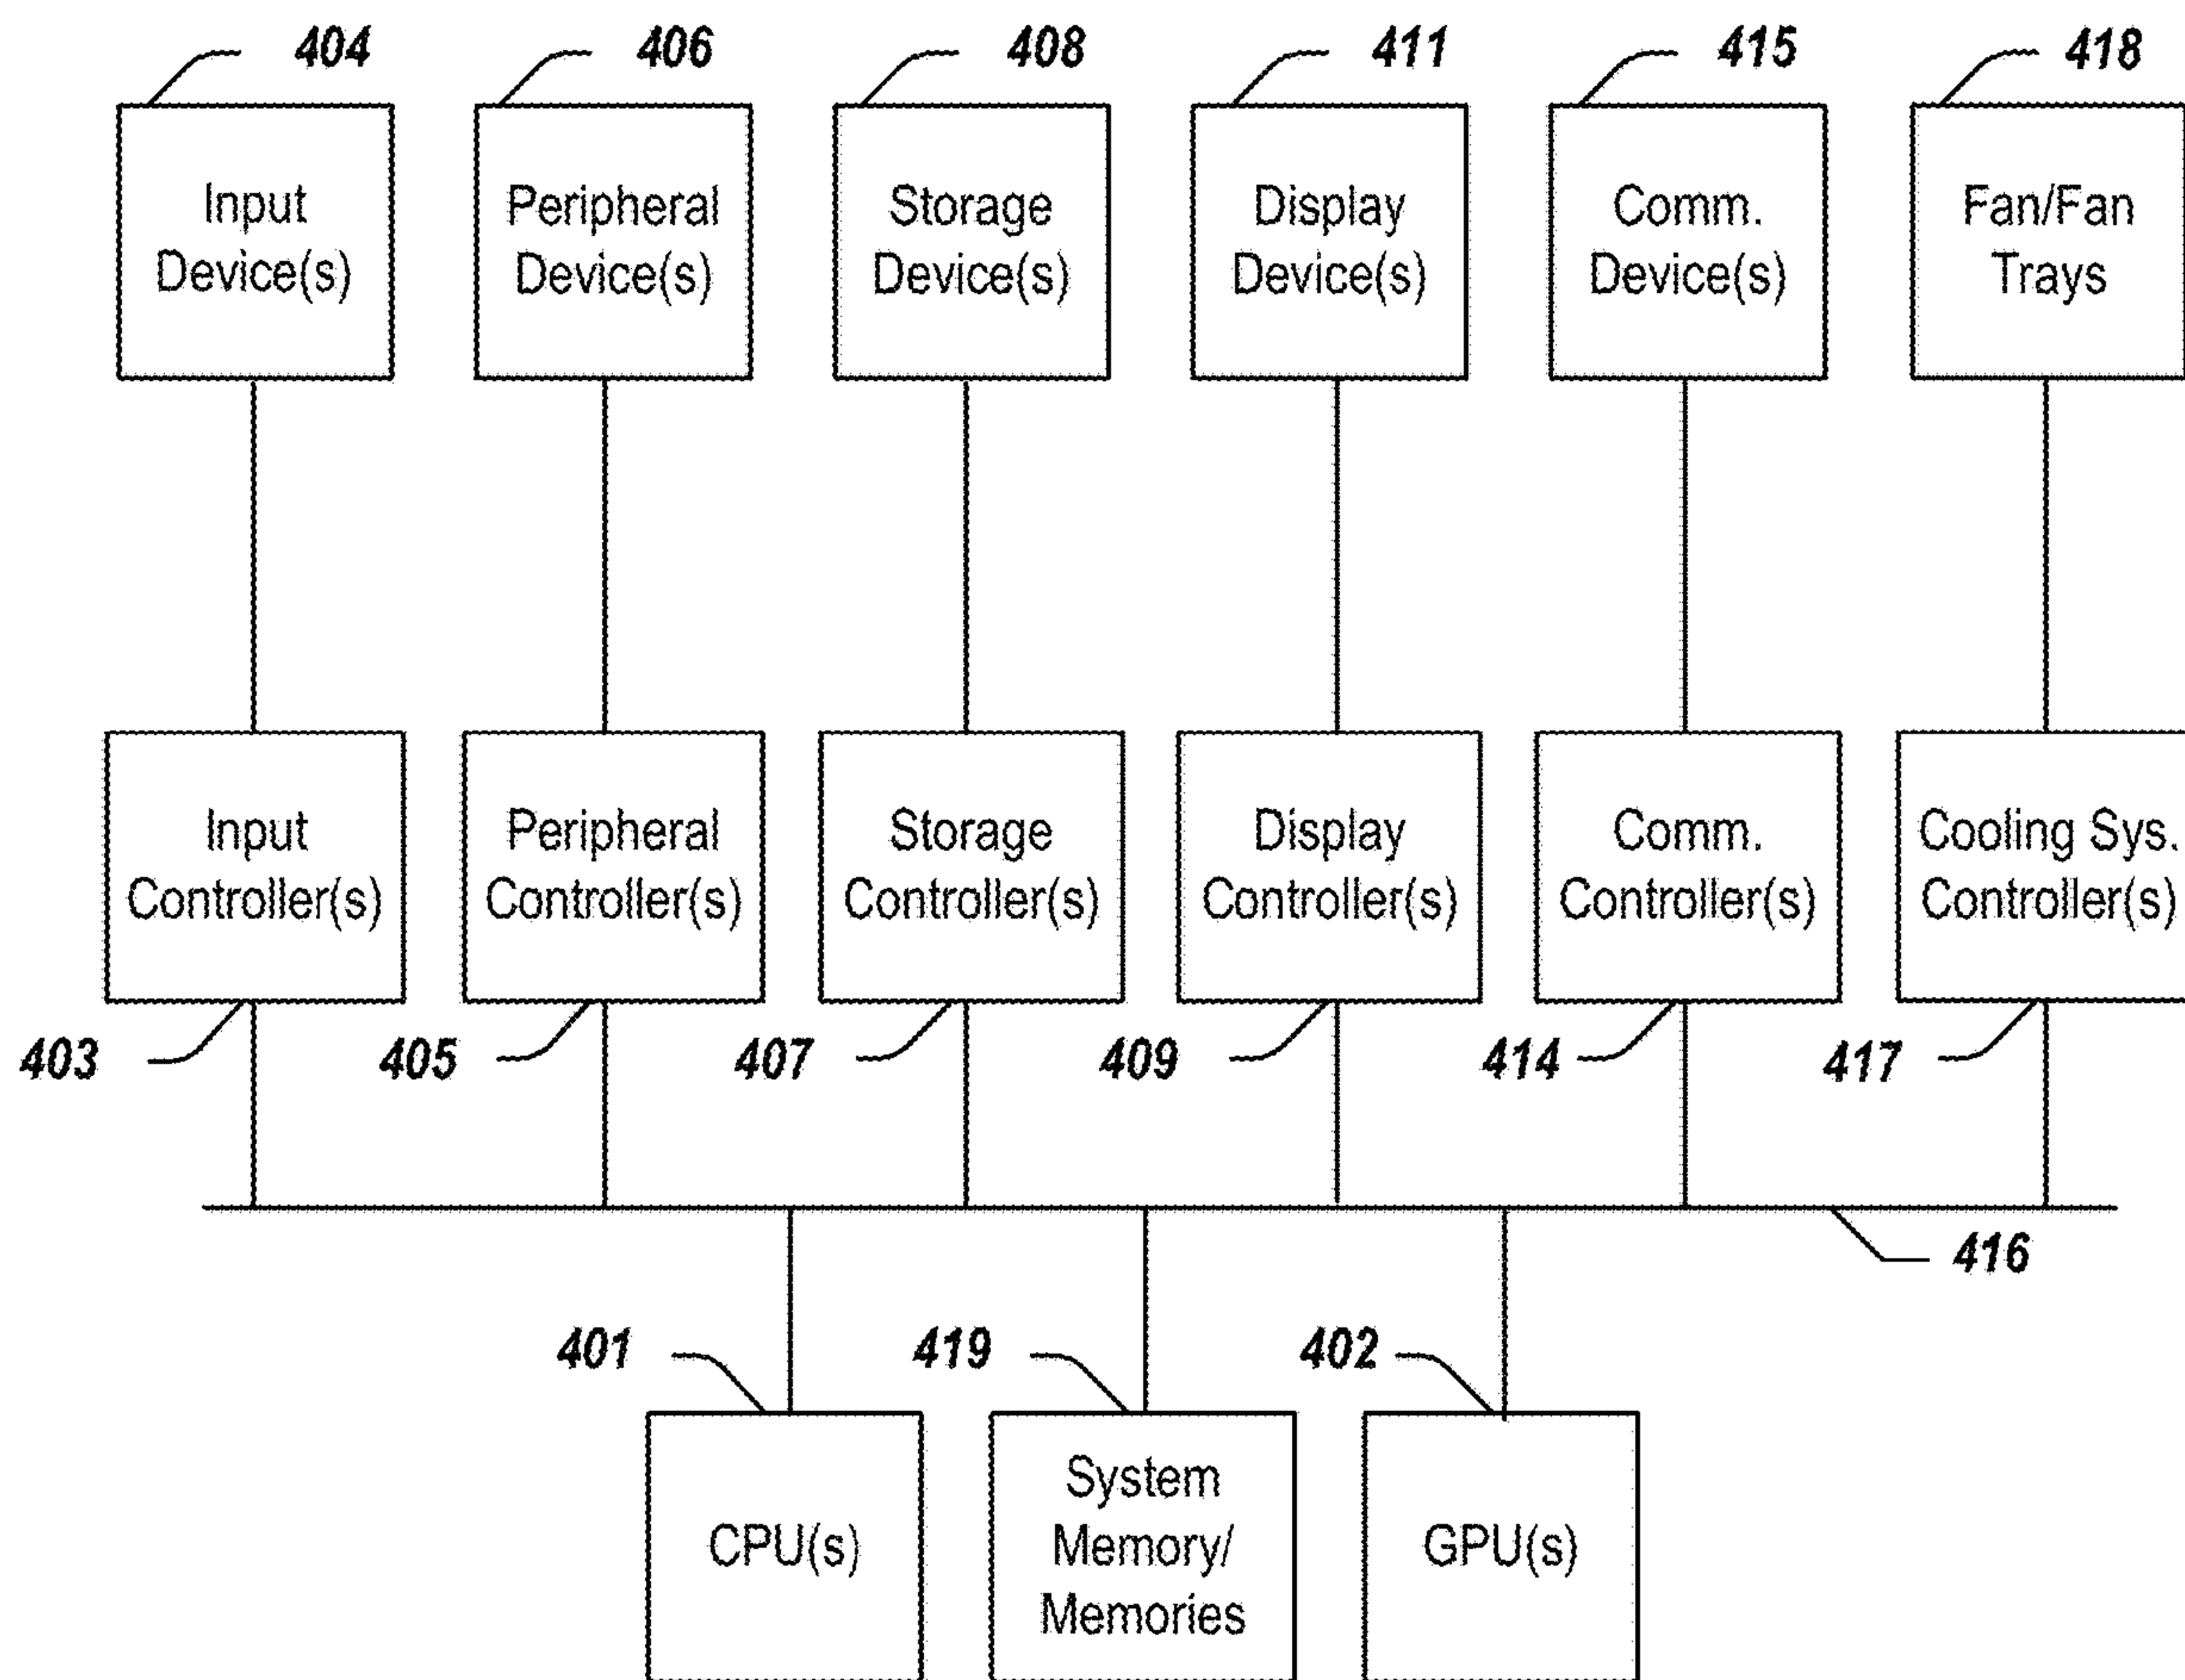 404
406
408
411
415
418
Input
Device(s)
Peripheral
Device(s)
Storage
Device(s)
Display
Device(s)
Comm.
Device(s)
Fan/Fan
Trays
Input
Controller(s)
Peripheral
Controller(s)
Storage
Controller(s)
Display
Controller(s)
Comm.
Controller(s)
Cooling Sys.
Controller(s)
403
405
407
409
414
417
416
401
419
402
CPU(s)
System
Memory/
Memories
GPU(s)